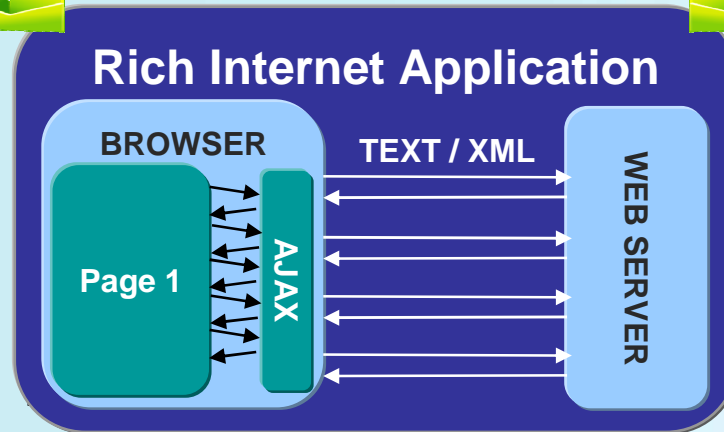 Rich Internet Application
BROWSER
TEXT / XML
Page 1
AJAX
WEB SERVER